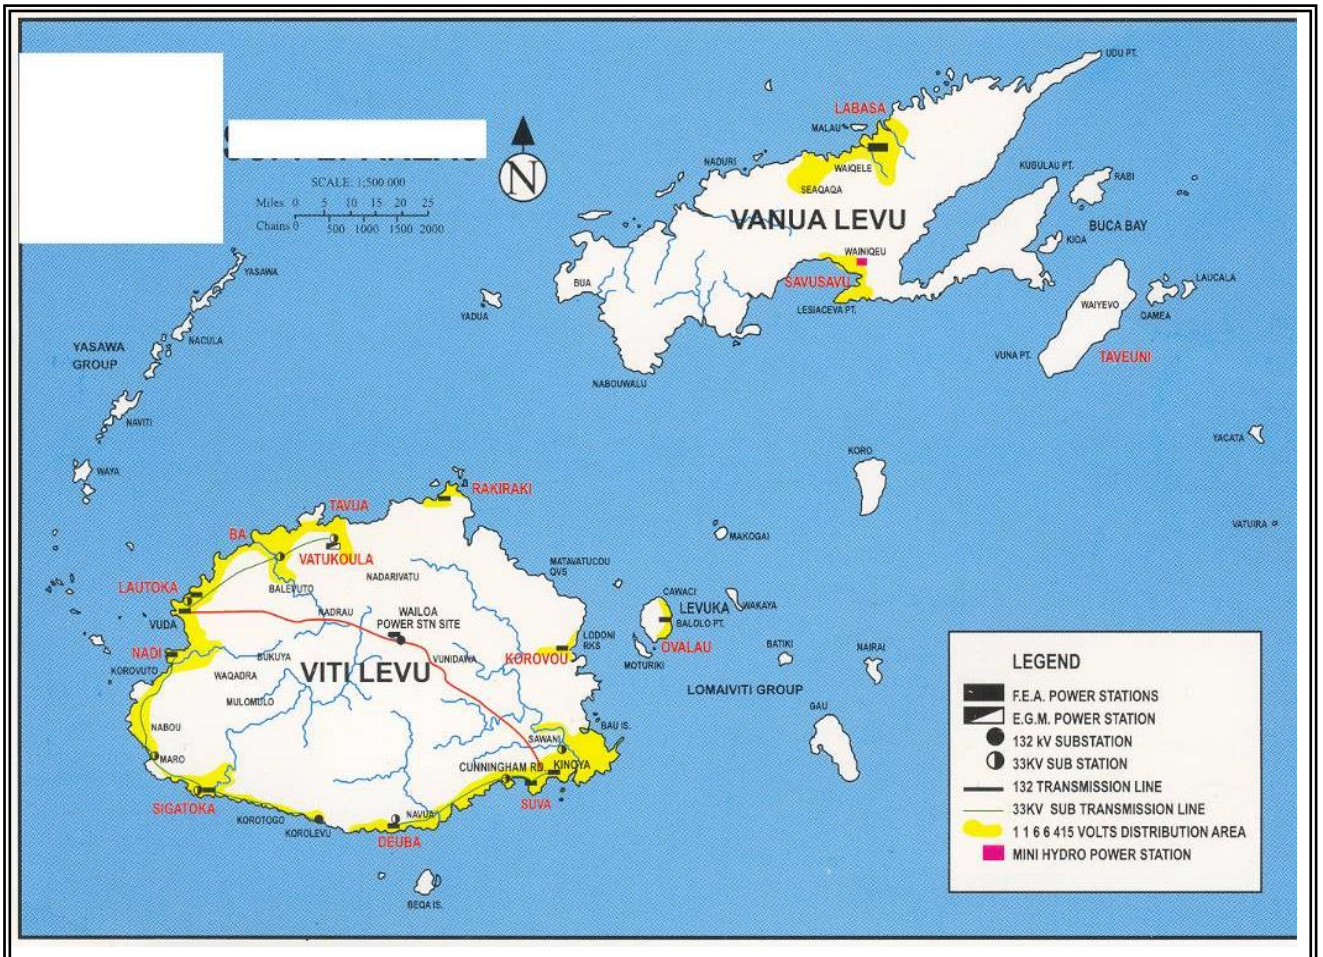 UDU PT.
LABASA
MALAU
KUBULAU PT.
NADURI
WAIQELE
RABI
SEAQAQA
SCALE: 1;500 000
Miles 0 5 10 15 20 25
Chains 0 500 1000 1500 2000
N
VANUA LEVU
BUCA BAY
KIOA
WAINIQEU
YASAWA
BUA
SAVUSAVU
LAUCALA
LESIACEVA PT.
WAIYEVO
QAMEA
YADUA
NACULA
YASAWA
GROUP
VUNA PT.
TAVEUNI
NABOUWALU
NAVITI
YACATA
KORO
WAYA
RAKIRAKI
TAVUA
VATUIRA
BA
MAKOGAI
VATUKOULA
MATAVATUCOU
QVS
NADARIVATU
LAUTOKA
BALEVUTO
CAWACI
WAKAYA
LEVUKA
NADRAU
WAILOA
POWER STN SITE
VUDA
BALOLO PT.
LODONI
RKS
NADI
KOROVOU
OVALAU
BATIKI
NAIRAI
BUKUYA
VUNIDAWA
KOROVUTO
WAQADRA
VITI LEVU
MOTURIKI
LOMAIVITI GROUP
MULOMULO
GAU
NABOU
BAU IS.
SAWANI
MARO
CUNNINGHAM RD.
KINOYA
SIGATOKA
SUVA
KOROTOGO
NAVUA
KOROLEVU
DEUBA
BEQA IS.
LEGEND
F.E.A. POWER STATIONS
E.G.M. POWER STATION
132 kV SUBSTATION
33KV SUB STATION
132 TRANSMISSION LINE
33KV SUB TRANSMISSION LINE
1 1 6 6 415 VOLTS DISTRIBUTION AREA
MINI HYDRO POWER STATION